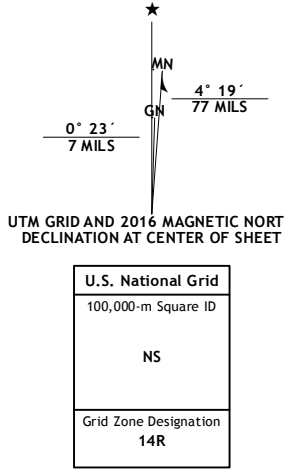 ★
MN
4° 19´
77 MILS
GN
0° 23´
7 MILS
UTM GRID AND 2016 MAGNETIC NORT
DECLINATION AT CENTER OF SHEET
U.S. National Grid
100,000-m Square ID
NS
Grid Zone Designation
14R